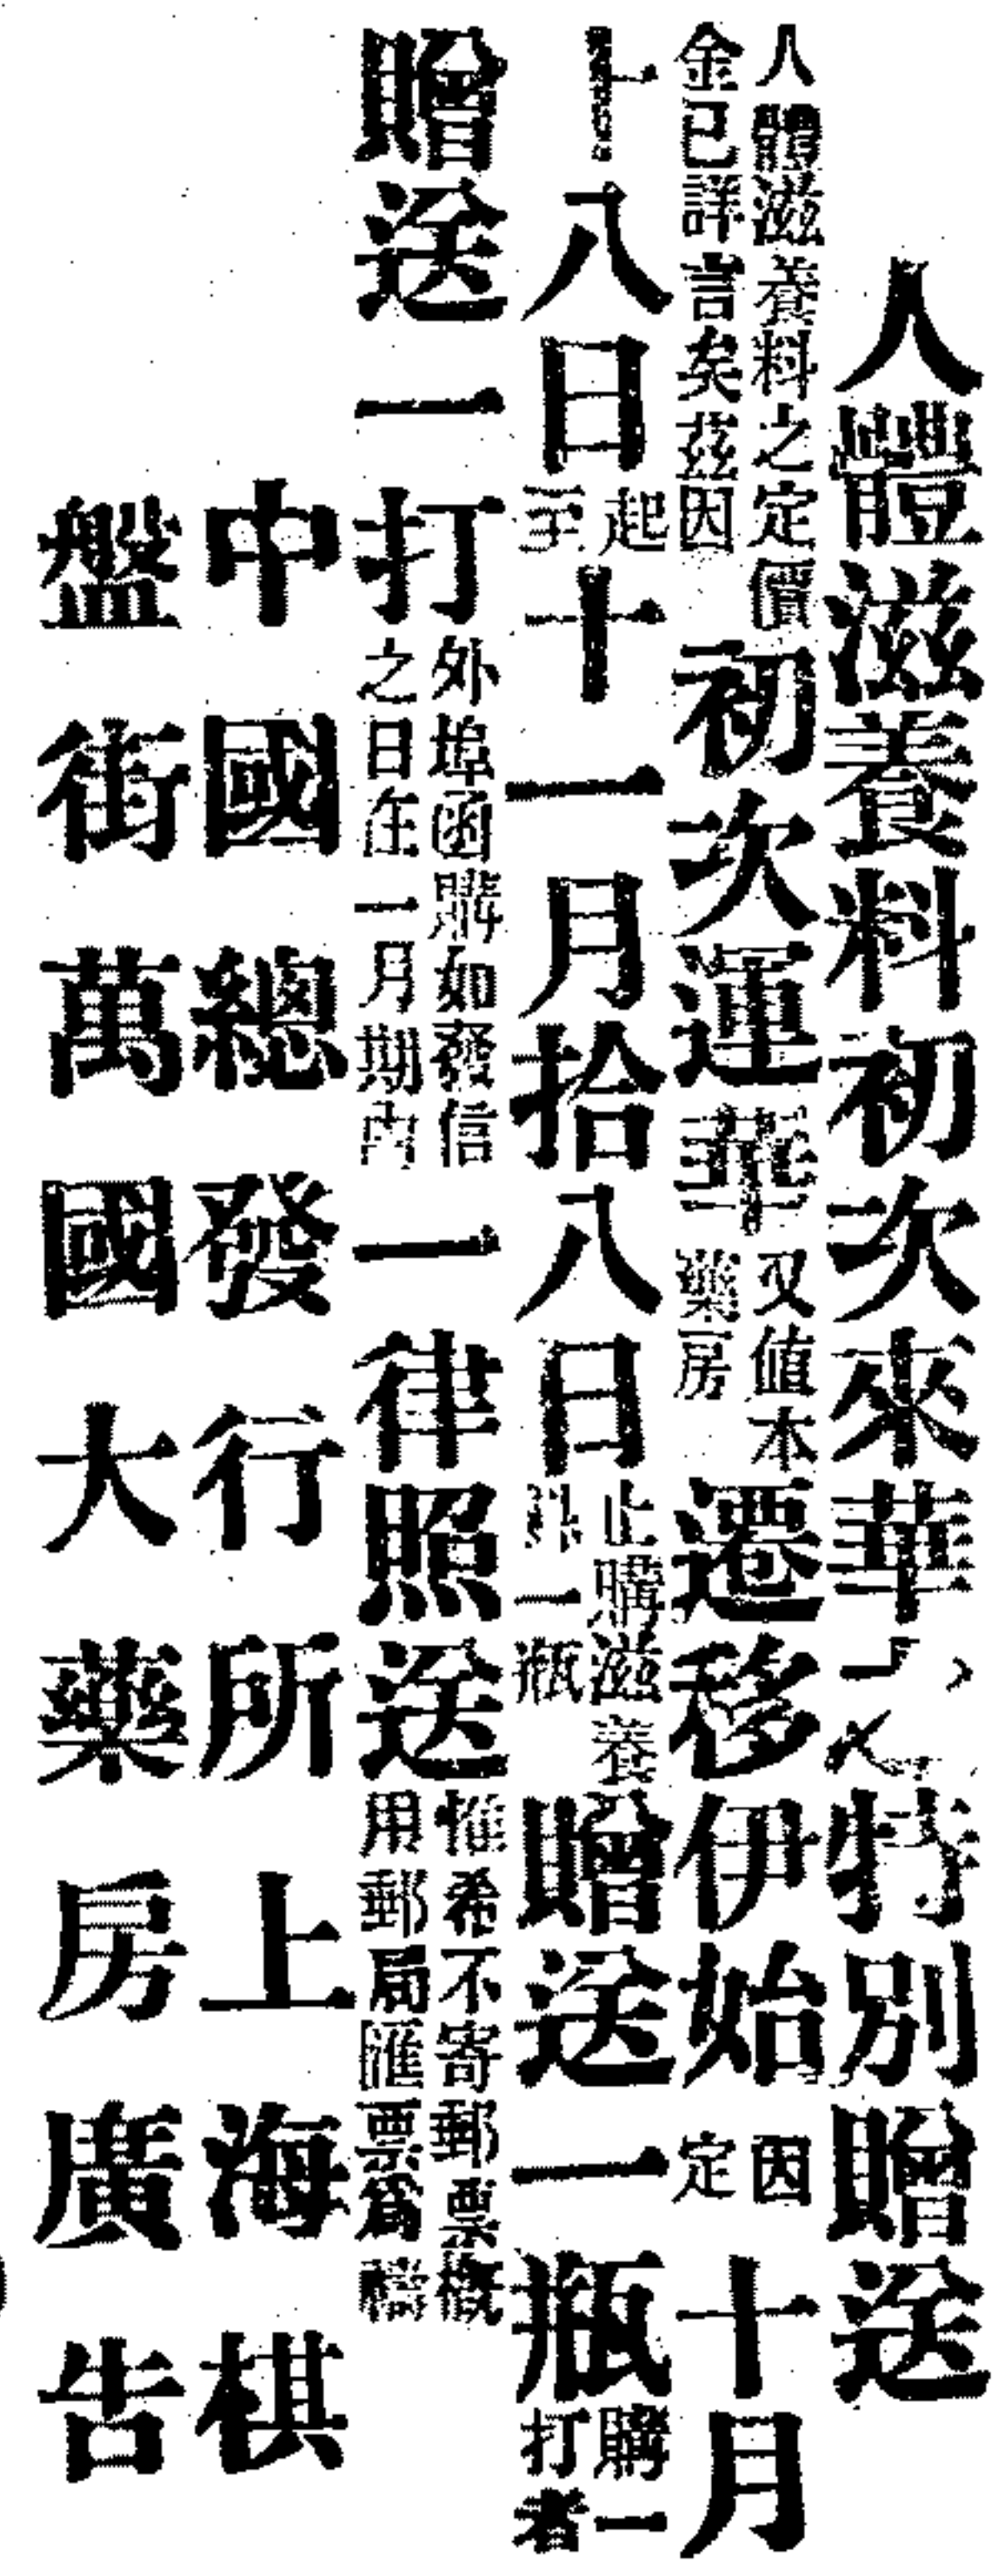 人體滋養料初次來華特別贈送
人體滋養料之定價金已詳言矣茲因初次運華又值本藥房遷移伊始因定十月
十八日起至十一月拾八日止購滋養料一瓶贈送一瓶購一打者
贈送一打外埠函購如發信之日在一月期內一律照送惟希不寄郵票概用郵局匯票爲禱
中國總發行所上海棋
盤街萬國大藥房廣告